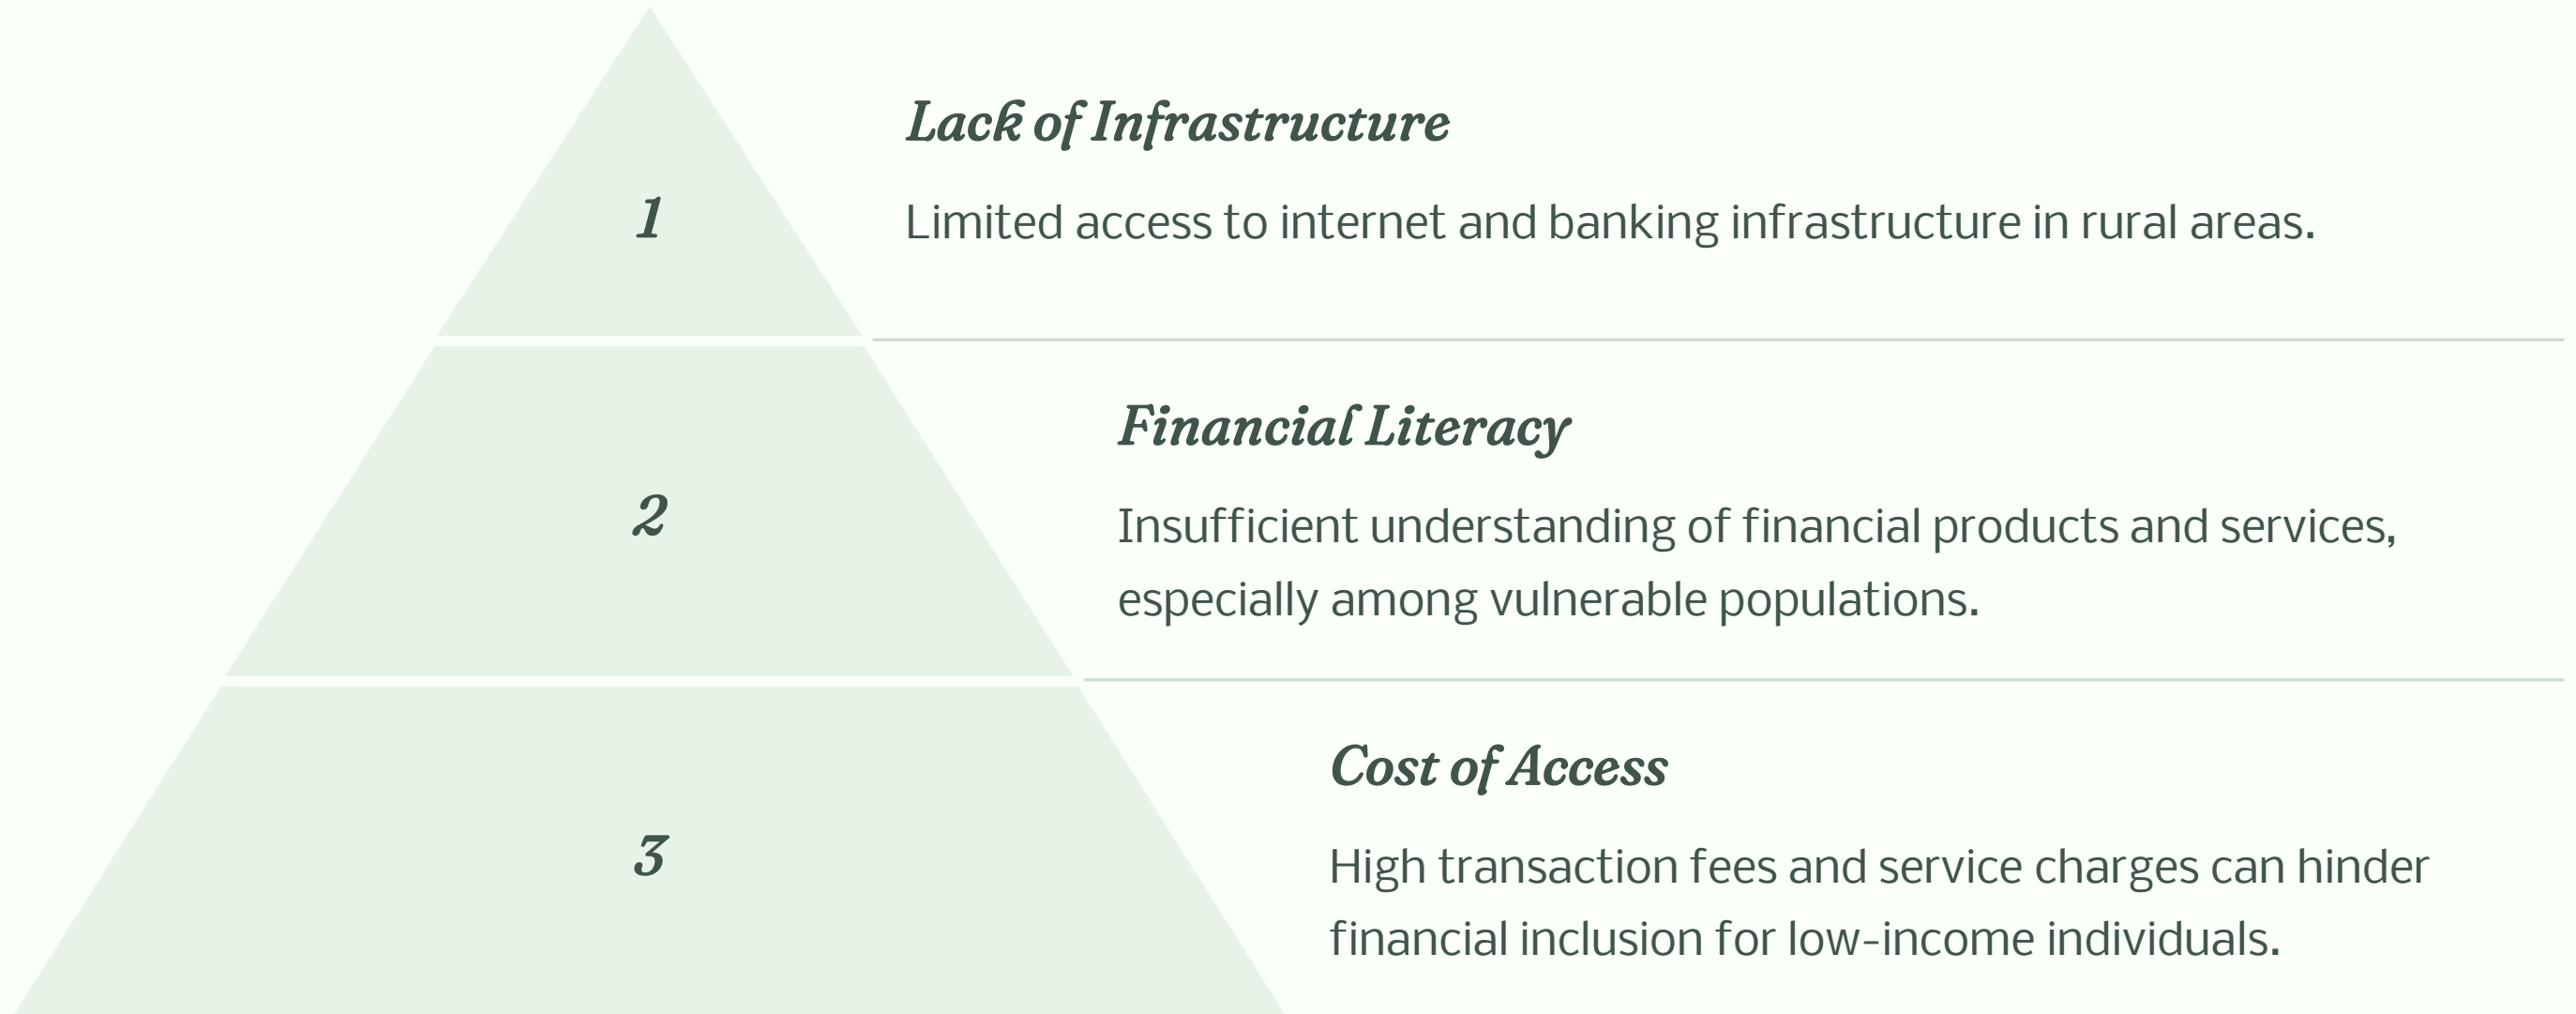 1
Lack of Infrastructure
Limited access to internet and banking infrastructure in rural areas.
2
Financial Literacy
Insufficient understanding of financial products and services,
especially among vulnerable populations.
3
Cost of Access
High transaction fees and service charges can hinder
financial inclusion for low-income individuals.